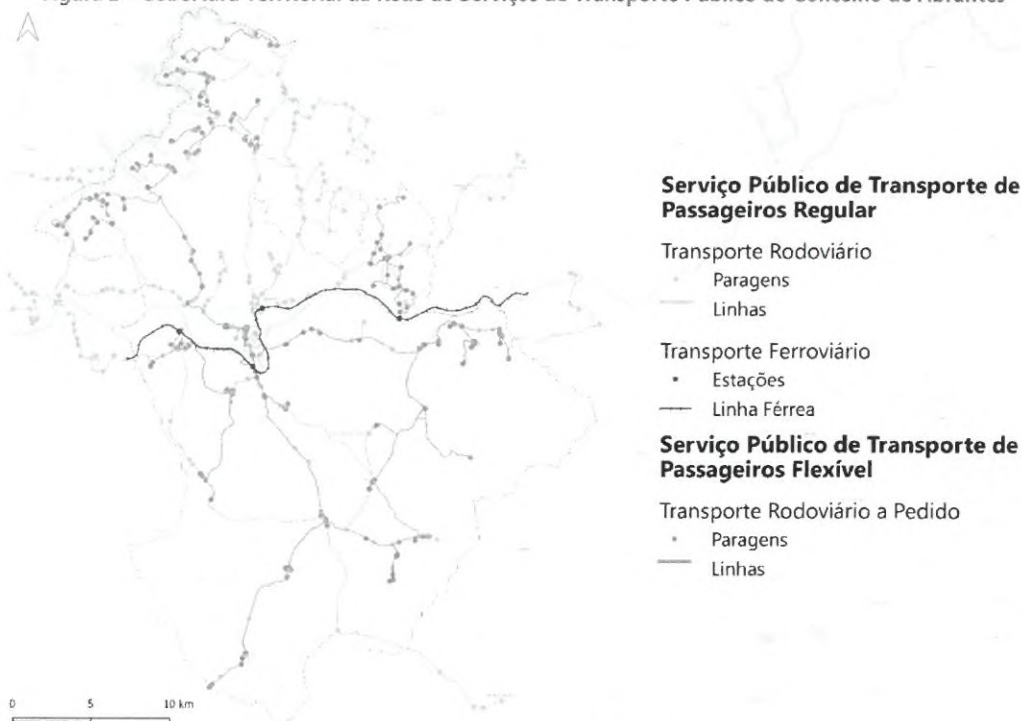 Serviço Público de Transporte de
Passageiros Regular
Transporte Rodoviário
Paragens
Linhas
Transporte Ferroviário
Estações
Linha Férrea
Serviço Público de Transporte de
Passageiros Flexível
Transporte Rodoviário a Pedido
Paragens
Linhas
0 5 10 km